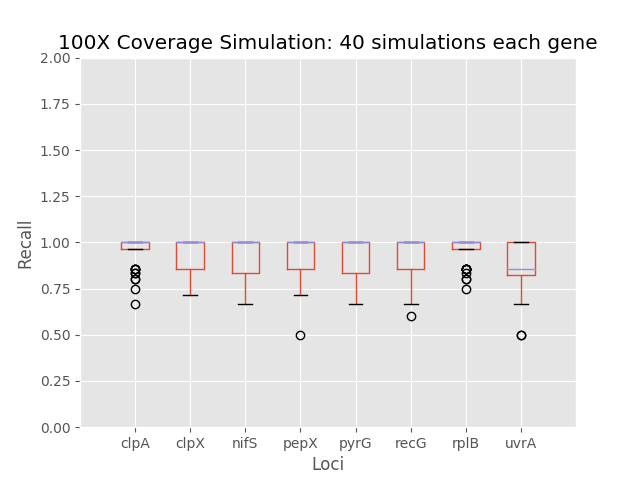 100X Coverage Simulation: 40 simulations each gene
2.00
1.75
1.50
1.25
1.00
0.75
0.50
0.25
0.00
Recall
clpA clpX nifS pepX pyrG recG rplB uvrA
Loci